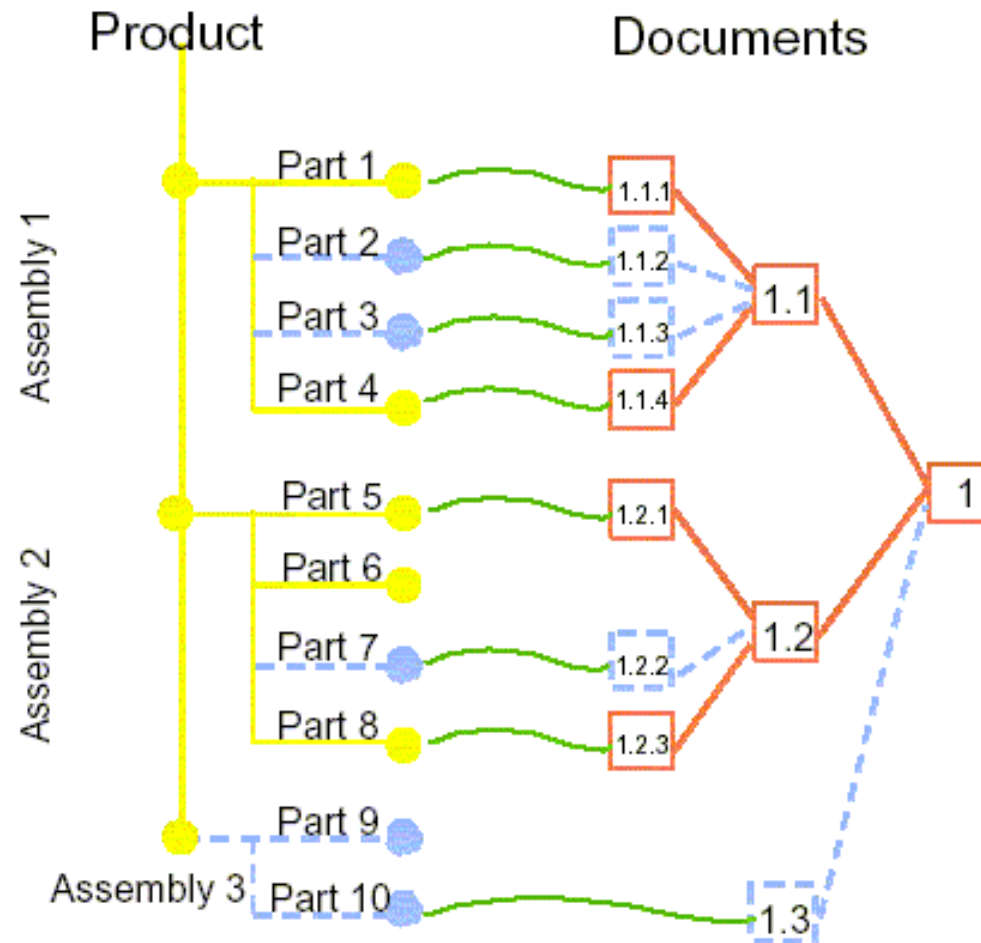 Product
Documents
Assembly 1
Part 1
1.1.1
Part 2
1.1.2
Part 3
1.1.3
Part 4
1.1.4
1.1
1
Assembly 2
Part 5
1.2.1
Part 6
Part 7
1.2.2
Part 8
1.2.3
1.2
Assembly 3
Part 9
Part 10
1.3